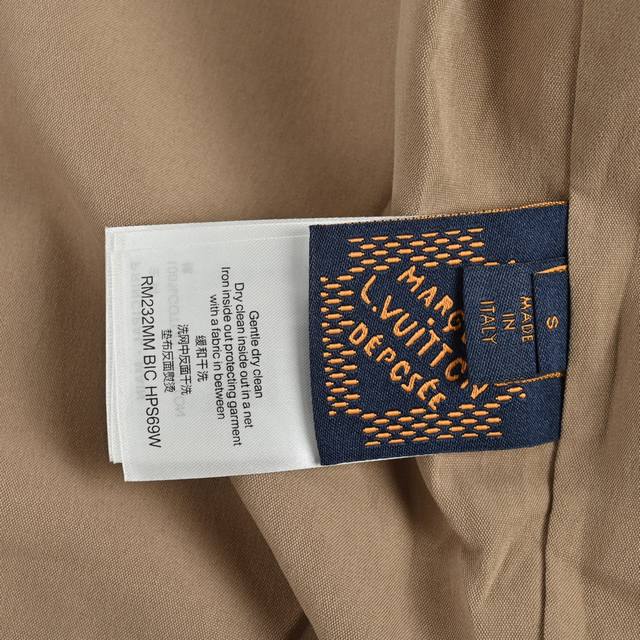 MARQUE
L.VUITTON
DÉPOSÉE
MADE
IN
ITALY
S
Gentle dry clean
Dry clean inside out in a net
Iron inside out protecting garment
with a fabric in between
缓和干洗
洗网中反面干洗
垫布反面熨烫
RM232MM BIC HPS69W